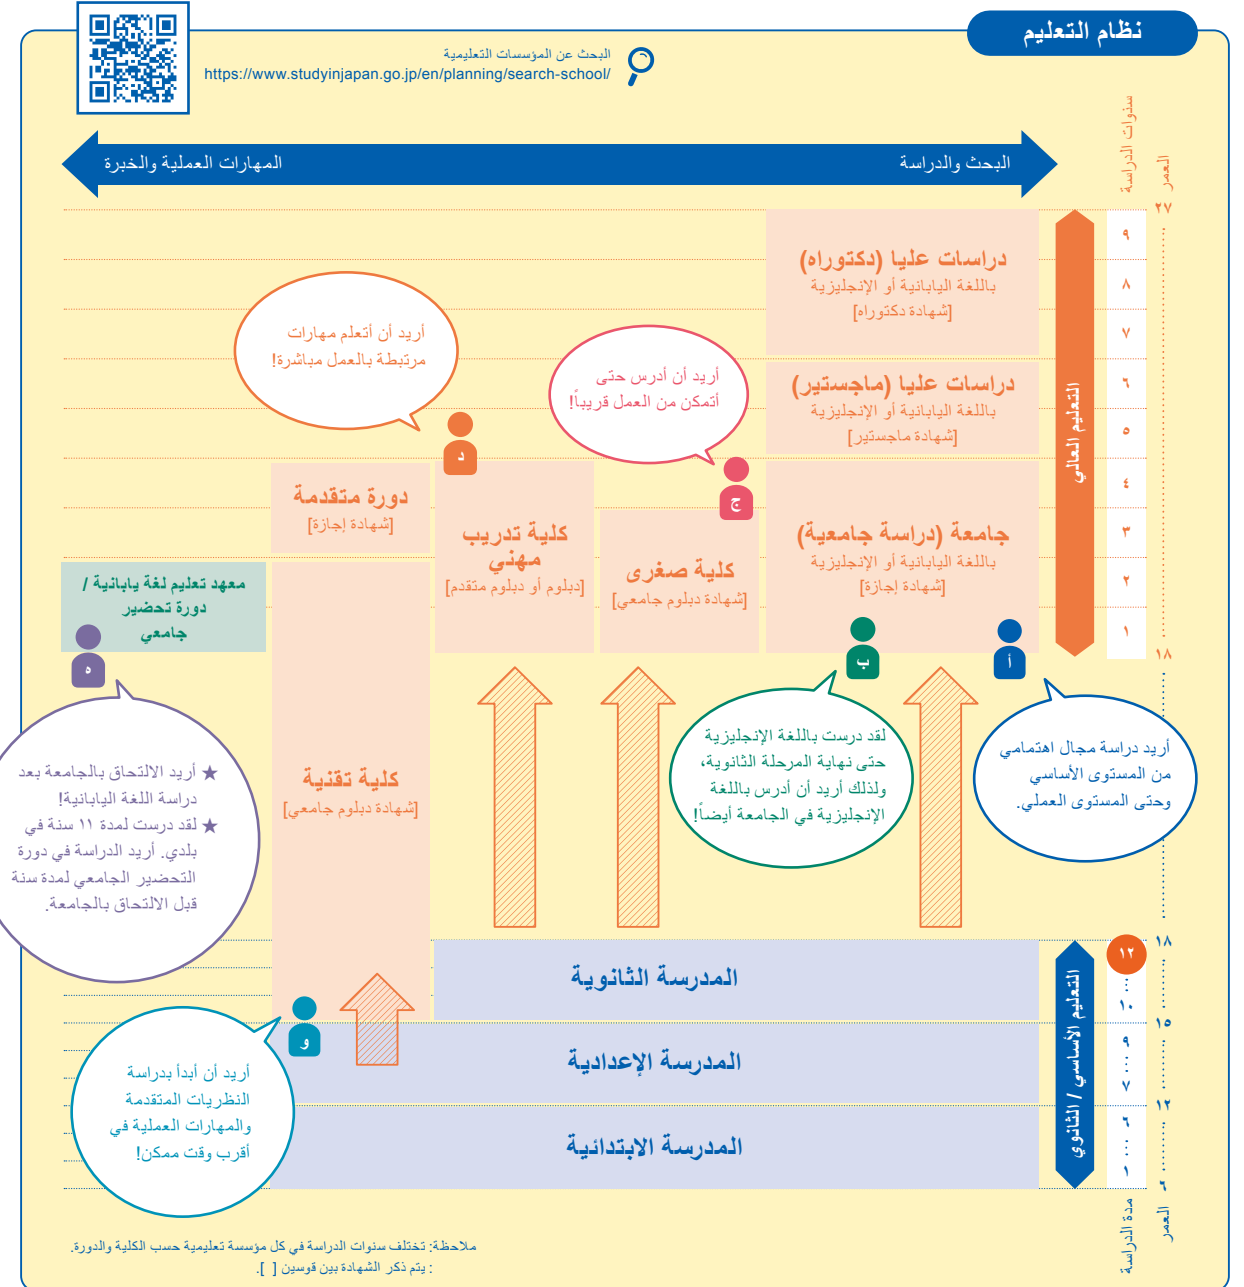 نظام التعليم
البحث عن المؤسسات التعليمية
https://www.studyinjapan.go.jp/en/planning/search-school/
سنوات الدراسة
العمر
البحث والدراسة
المهارات العملية والخبرة
٢٧
٩
٨
٧
٦
٥
٤
٣
٢
١
١٨
التعليم العالي
دراسات عليا (دكتوراه)
باللغة اليابانية أو الإنجليزية
[شهادة دكتوراه]
دراسات عليا (ماجستير)
باللغة اليابانية أو الإنجليزية
[شهادة ماجستير]
جامعة (دراسة جامعية)
باللغة اليابانية أو الإنجليزية
[شهادة إجازة]
كلية صغرى
[شهادة دبلوم جامعي]
كلية تدريب
مهني
[دبلوم أو دبلوم متقدم]
دورة متقدمة
[شهادة إجازة]
معهد تعليم لغة يابانية /
دورة تحضير
جامعي
كلية تقنية
[شهادة دبلوم جامعي]
أ
أريد دراسة مجال اهتمامي
من المستوى الأساسي
وحتى المستوى العملي.
ب
لقد درست باللغة الإنجليزية
حتى نهاية المرحلة الثانوية،
ولذلك أريد أن أدرس باللغة
الإنجليزية في الجامعة أيضاً!
ج
أريد أن أدرس حتى
أتمكن من العمل قريباً!
د
أريد أن أتعلم مهارات
مرتبطة بالعمل مباشرة!
ه
★ أريد الالتحاق بالجامعة بعد
دراسة اللغة اليابانية!
★ لقد درست لمدة ١١ سنة في
بلدي. أريد الدراسة في دورة
التحضير الجامعي لمدة سنة
قبل الالتحاق بالجامعة.
و
أريد أن أبدأ بدراسة
النظريات المتقدمة
والمهارات العملية في
أقرب وقت ممكن!
المدرسة الثانوية
المدرسة الإعدادية
المدرسة الابتدائية
التعليم الأساسي / الثانوي
١٨
١٢
١٠
١٥
٩
٧
١٢
٦
١
٦
مدة الدراسة
العمر
ملاحظة: تختلف سنوات الدراسة في كل مؤسسة تعليمية حسب الكلية والدورة.
: يتم ذكر الشهادة بين قوسين [ ].